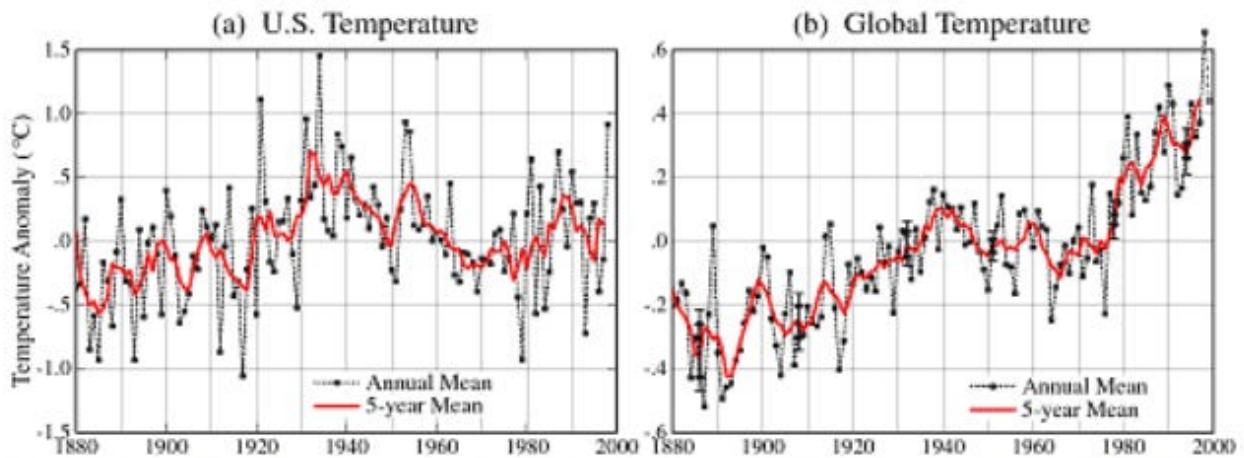 (a) U.S. Temperature
(b) Global Temperature
Temperature Anomaly (°C)
1.5
1.0
.5
.0
-.5
-1.0
-1.5
Annual Mean
5-year Mean
1880 1900 1920 1940 1960 1980 2000
.6
.4
.2
.0
-.2
-.4
-.6
Annual Mean
5-year Mean
1880 1900 1920 1940 1960 1980 2000